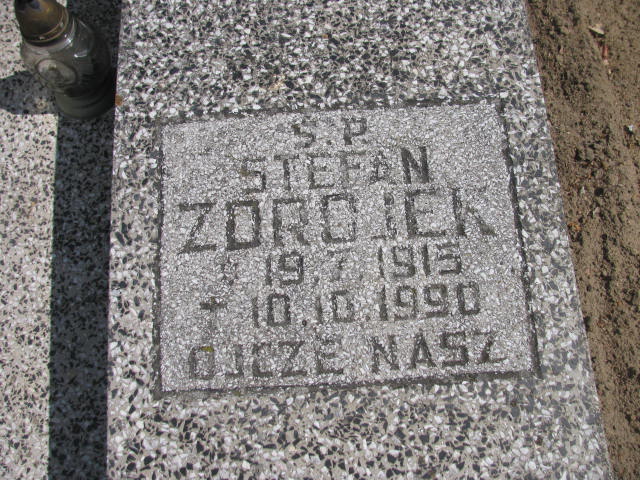 Ś.P.
STEFAN
ZDROJEK
* 19.7.1915
+ 10.10.1990
OJCZE NASZ